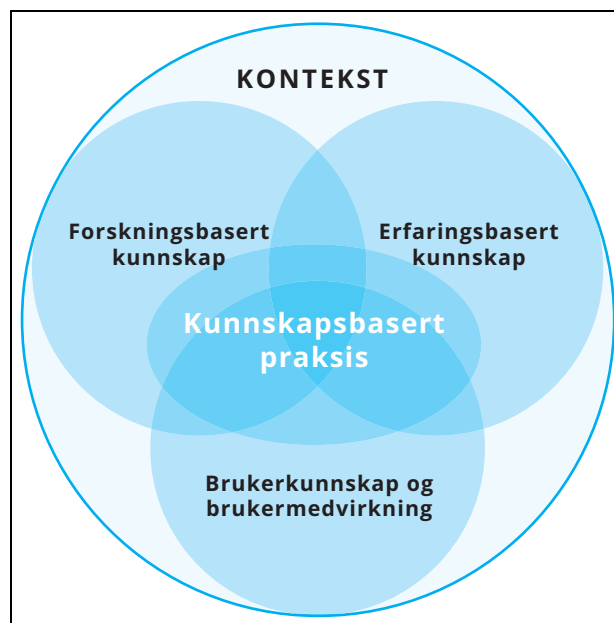 KONTEKST
Forskningsbasert
kunnskap
Erfaringsbasert
kunnskap
Kunnskapsbasert
praksis
Brukerkunnskap og
brukermedvirkning